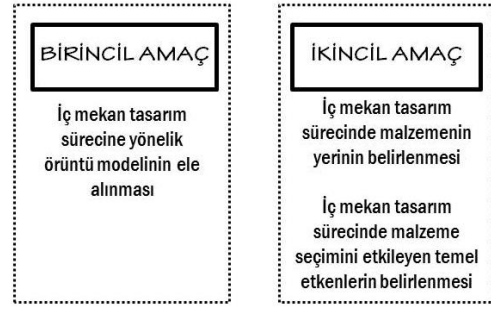 BİRİNCİL AMAÇ
İç mekan tasarım
sürecine yönelik
örüntü modelinin ele
alınması
İKİNCİL AMAÇ
İç mekan tasarım
sürecinde malzemenin
yerinin belirlenmesi
İç mekan tasarım
sürecinde malzeme
seçimini etkileyen temel
etkenlerin belirlenmesi